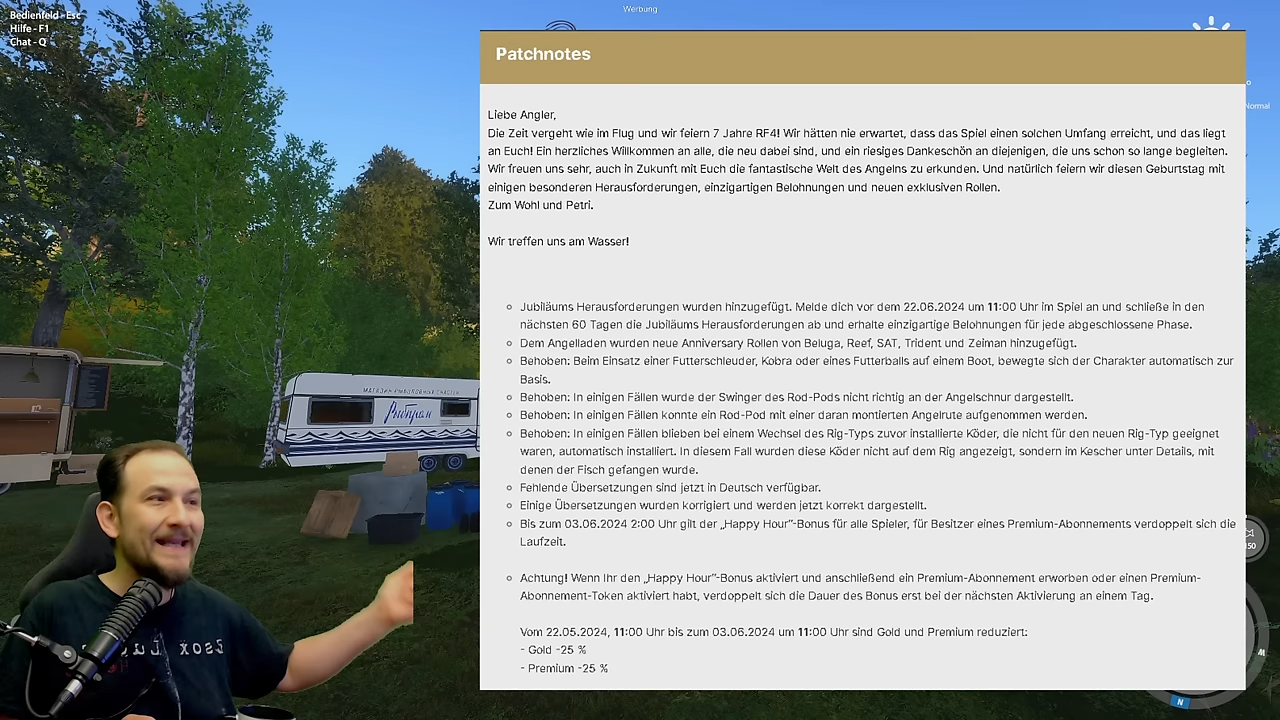 Bedienfeld - Esc
Hilfe - F1
Chat - Q
Werbung
Patchnotes
Liebe Angler,
Die Zeit vergeht wie im Flug und wir feiern 7 Jahre RF4! Wir hätten nie erwartet, dass das Spiel einen solchen Umfang erreicht, und das liegt
an Euch! Ein herzliches Willkommen an alle, die neu dabei sind, und ein riesiges Dankeschön an diejenigen, die uns schon so lange begleiten.
Wir freuen uns sehr, auch in Zukunft mit Euch die fantastische Welt des Angelns zu erkunden. Und natürlich feiern wir diesen Geburtstag mit
einigen besonderen Herausforderungen, einzigartigen Belohnungen und neuen exklusiven Rollen.
Zum Wohl und Petri.
Wir treffen uns am Wasser!
Jubiläums Herausforderungen wurden hinzugefügt. Melde dich vor dem 22.06.2024 um 11:00 Uhr im Spiel an und schließe in den
nächsten 60 Tagen die Jubiläums Herausforderungen ab und erhalte einzigartige Belohnungen für jede abgeschlossene Phase.
Dem Angelladen wurden neue Anniversary Rollen von Beluga, Reef, SAT, Trident und Zeiman hinzugefügt.
Behoben: Beim Einsatz einer Futterschleuder, Kobra oder eines Futterballs auf einem Boot, bewegte sich der Charakter automatisch zur
Basis.
Behoben: In einigen Fällen wurde der Swinger des Rod-Pods nicht richtig an der Angelschnur dargestellt.
Behoben: In einigen Fällen konnte ein Rod-Pod mit einer daran montierten Angelrute aufgenommen werden.
Behoben: In einigen Fällen blieben bei einem Wechsel des Rig-Typs zuvor installierte Köder, die nicht für den neuen Rig-Typ geeignet
waren, automatisch installiert. In diesem Fall wurden diese Köder nicht auf dem Rig angezeigt, sondern im Kescher unter Details, mit
denen der Fisch gefangen wurde.
Fehlende Übersetzungen sind jetzt in Deutsch verfügbar.
Einige Übersetzungen wurden korrigiert und werden jetzt korrekt dargestellt.
Bis zum 03.06.2024 2:00 Uhr gilt der „Happy Hour“-Bonus für alle Spieler, für Besitzer eines Premium-Abonnements verdoppelt sich die
Laufzeit.
Achtung! Wenn Ihr den „Happy Hour“-Bonus aktiviert und anschließend ein Premium-Abonnement erworben oder einen Premium-
Abonnement-Token aktiviert habt, verdoppelt sich die Dauer des Bonus erst bei der nächsten Aktivierung an einem Tag.
Vom 22.05.2024, 11:00 Uhr bis zum 03.06.2024 um 11:00 Uhr sind Gold und Premium reduziert:
- Gold -25 %
- Premium -25 %
Normal
N
W